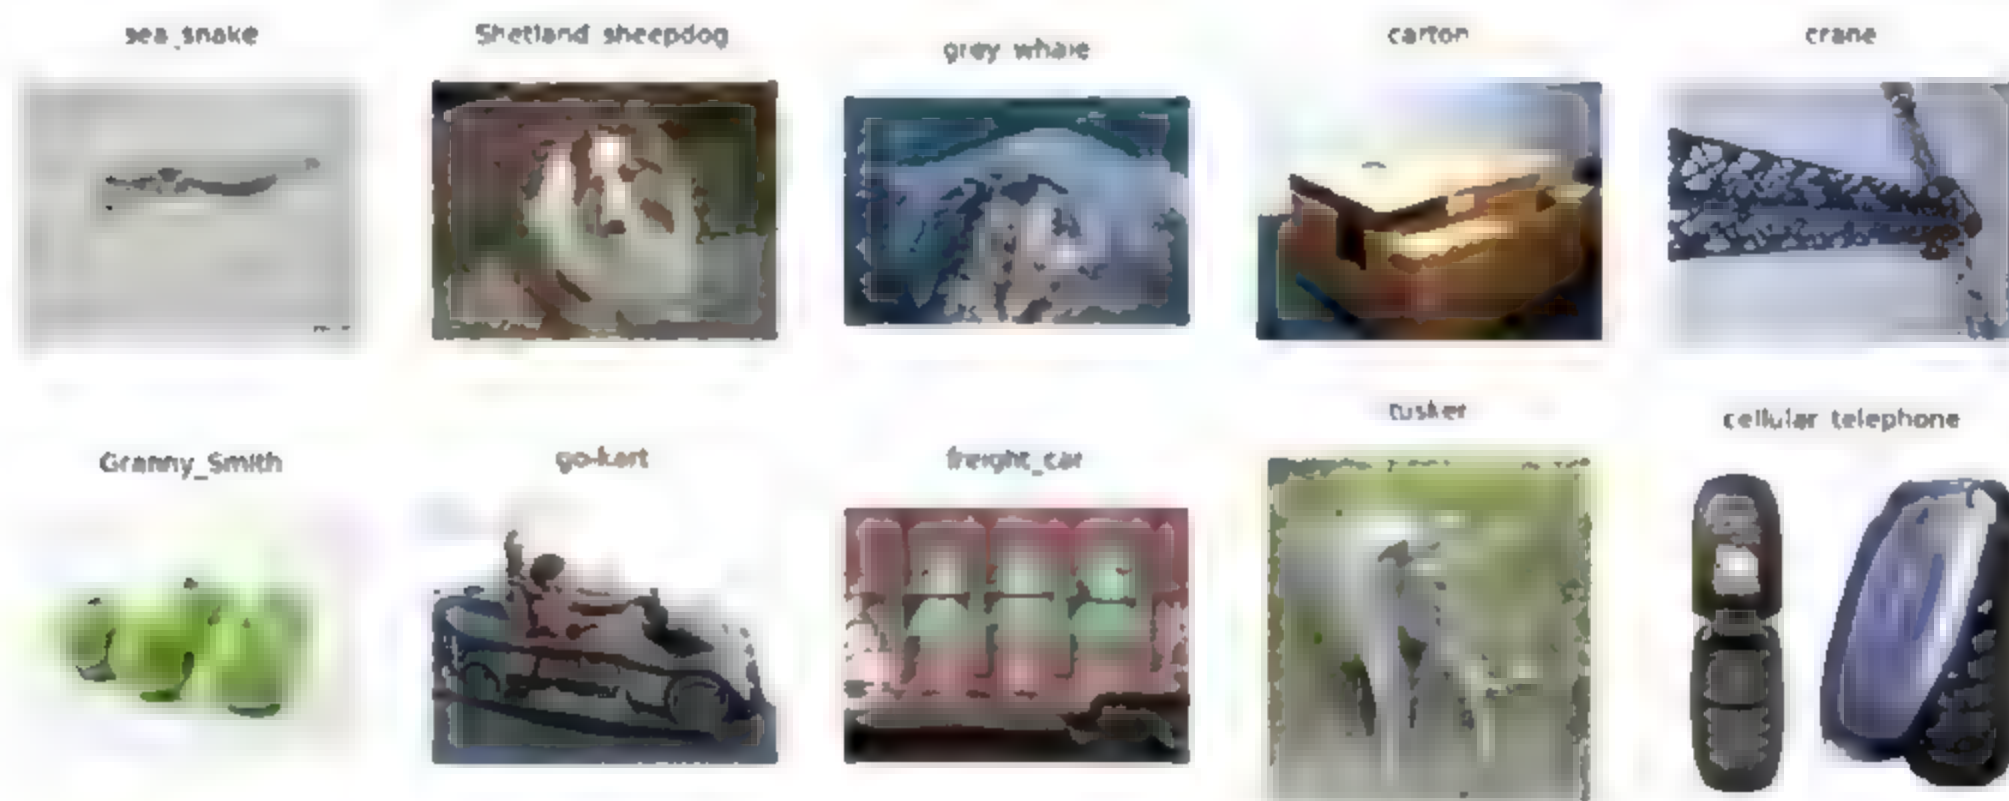 sea_snake
Shetland sheepdog
grey whale
carton
crane
Granny_Smith
go-kart
freight_car
tusker
cellular telephone